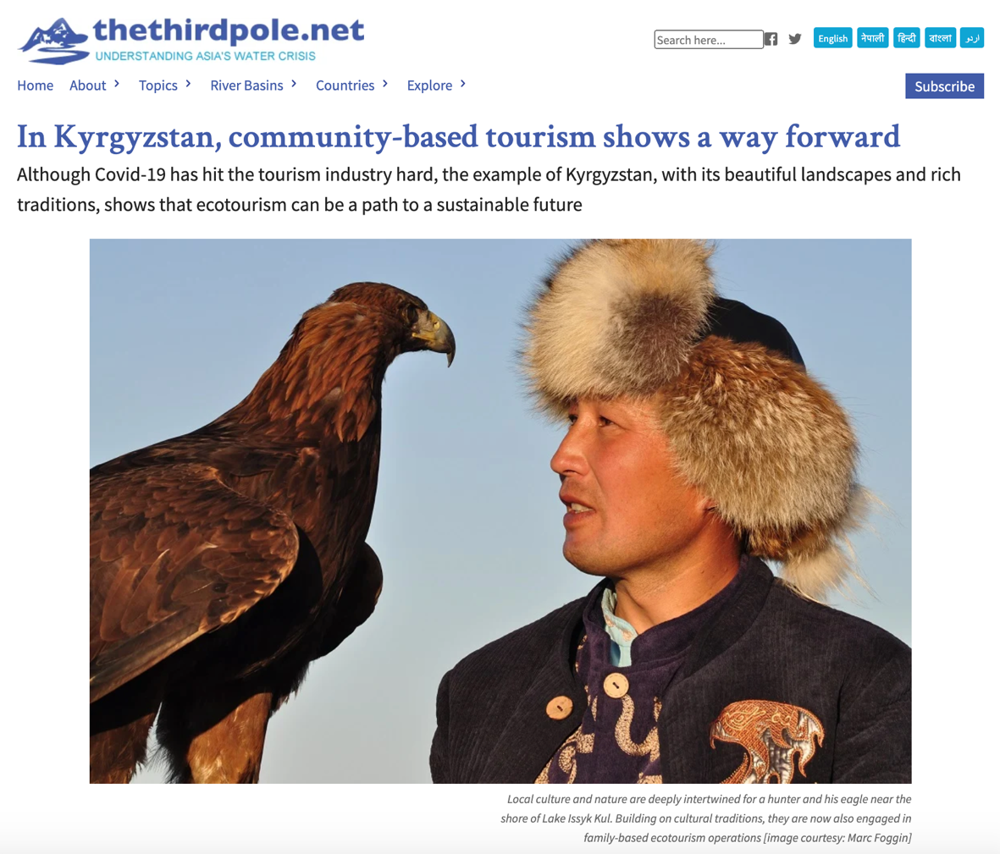 thethirdpole.net
UNDERSTANDING ASIA'S WATER CRISIS
Search here...
English
नेपाली
हिन्दी
বাংলা
اردو
Home About Topics River Basins Countries Explore
Subscribe
In Kyrgyzstan, community-based tourism shows a way forward
Although Covid-19 has hit the tourism industry hard, the example of Kyrgyzstan, with its beautiful landscapes and rich
traditions, shows that ecotourism can be a path to a sustainable future
Local culture and nature are deeply intertwined for a hunter and his eagle near the
shore of Lake Issyk Kul. Building on cultural traditions, they are now also engaged in
family-based ecotourism operations [image courtesy: Marc Foggin]